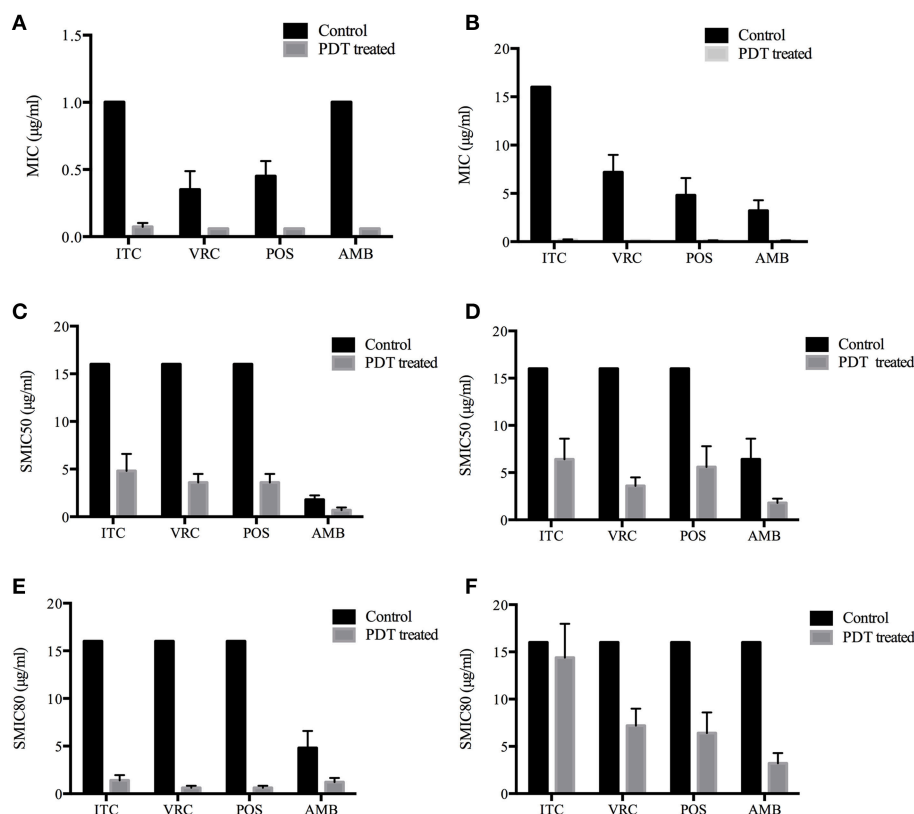 A
MIC (µg/ml)
1.5
1.0
0.5
0.0
Control
PDT treated
ITC VRC POS AMB
B
MIC (µg/ml)
20
15
10
5
0
Control
PDT treated
ITC VRC POS AMB
C
SMIC50 (µg/ml)
20
15
10
5
0
Control
PDT treated
ITC VRC POS AMB
D
SMIC50 (µg/ml)
20
15
10
5
0
Control
PDT treated
ITC VRC POS AMB
E
SMIC80 (µg/ml)
20
15
10
5
0
Control
PDT treated
ITC VRC POS AMB
F
SMIC80 (µg/ml)
20
15
10
5
0
Control
PDT treated
ITC VRC POS AMB